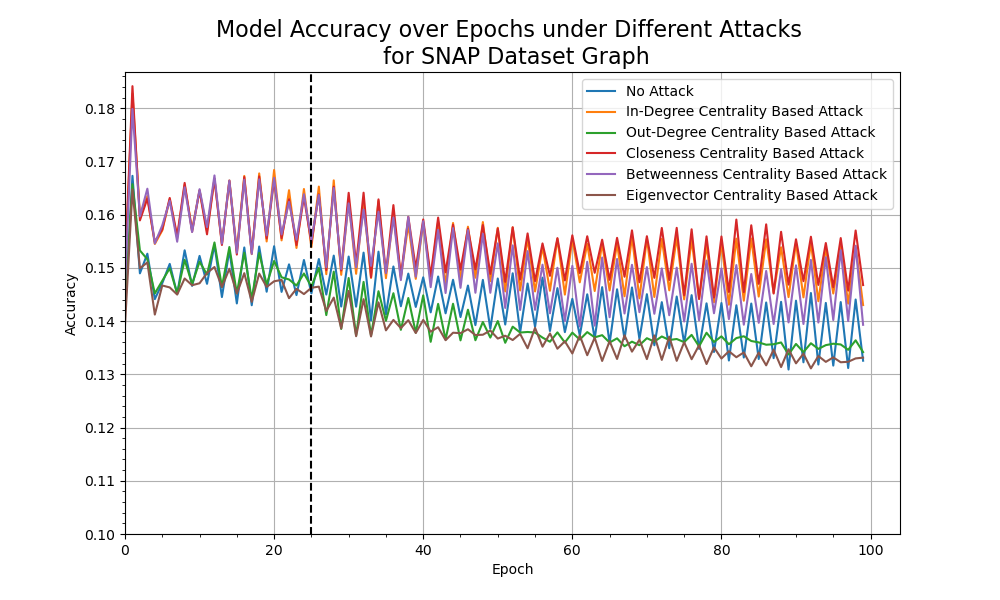 Model Accuracy over Epochs under Different Attacks
for SNAP Dataset Graph
No Attack
In-Degree Centrality Based Attack
Out-Degree Centrality Based Attack
Closeness Centrality Based Attack
Betweenness Centrality Based Attack
Eigenvector Centrality Based Attack
Accuracy
0.18
0.17
0.16
0.15
0.14
0.13
0.12
0.11
0.10
0 20 40 60 80 100
Epoch